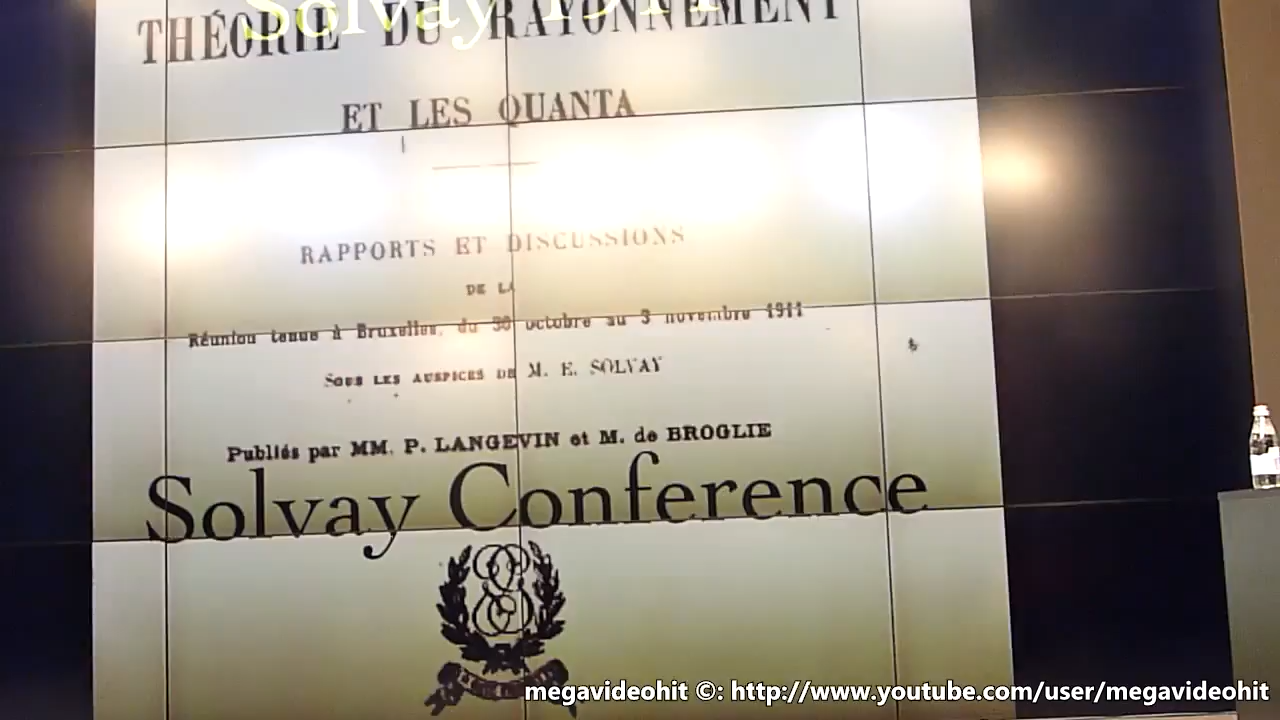 Solvay 1911
THÉORIE DU RAYONNEMENT
ET LES QUANTA
RAPPORTS ET DISCUSSIONS
DE LA
Réunion tenue à Bruxelles, du 30 octobre au 3 novembre 1911
SOUS LES AUSPICES DE M. E. SOLVAY
Publiés par MM. P. LANGEVIN et M. de BROGLIE
Solvay Conference
megavideohit ©: http://www.youtube.com/user/megavideohit